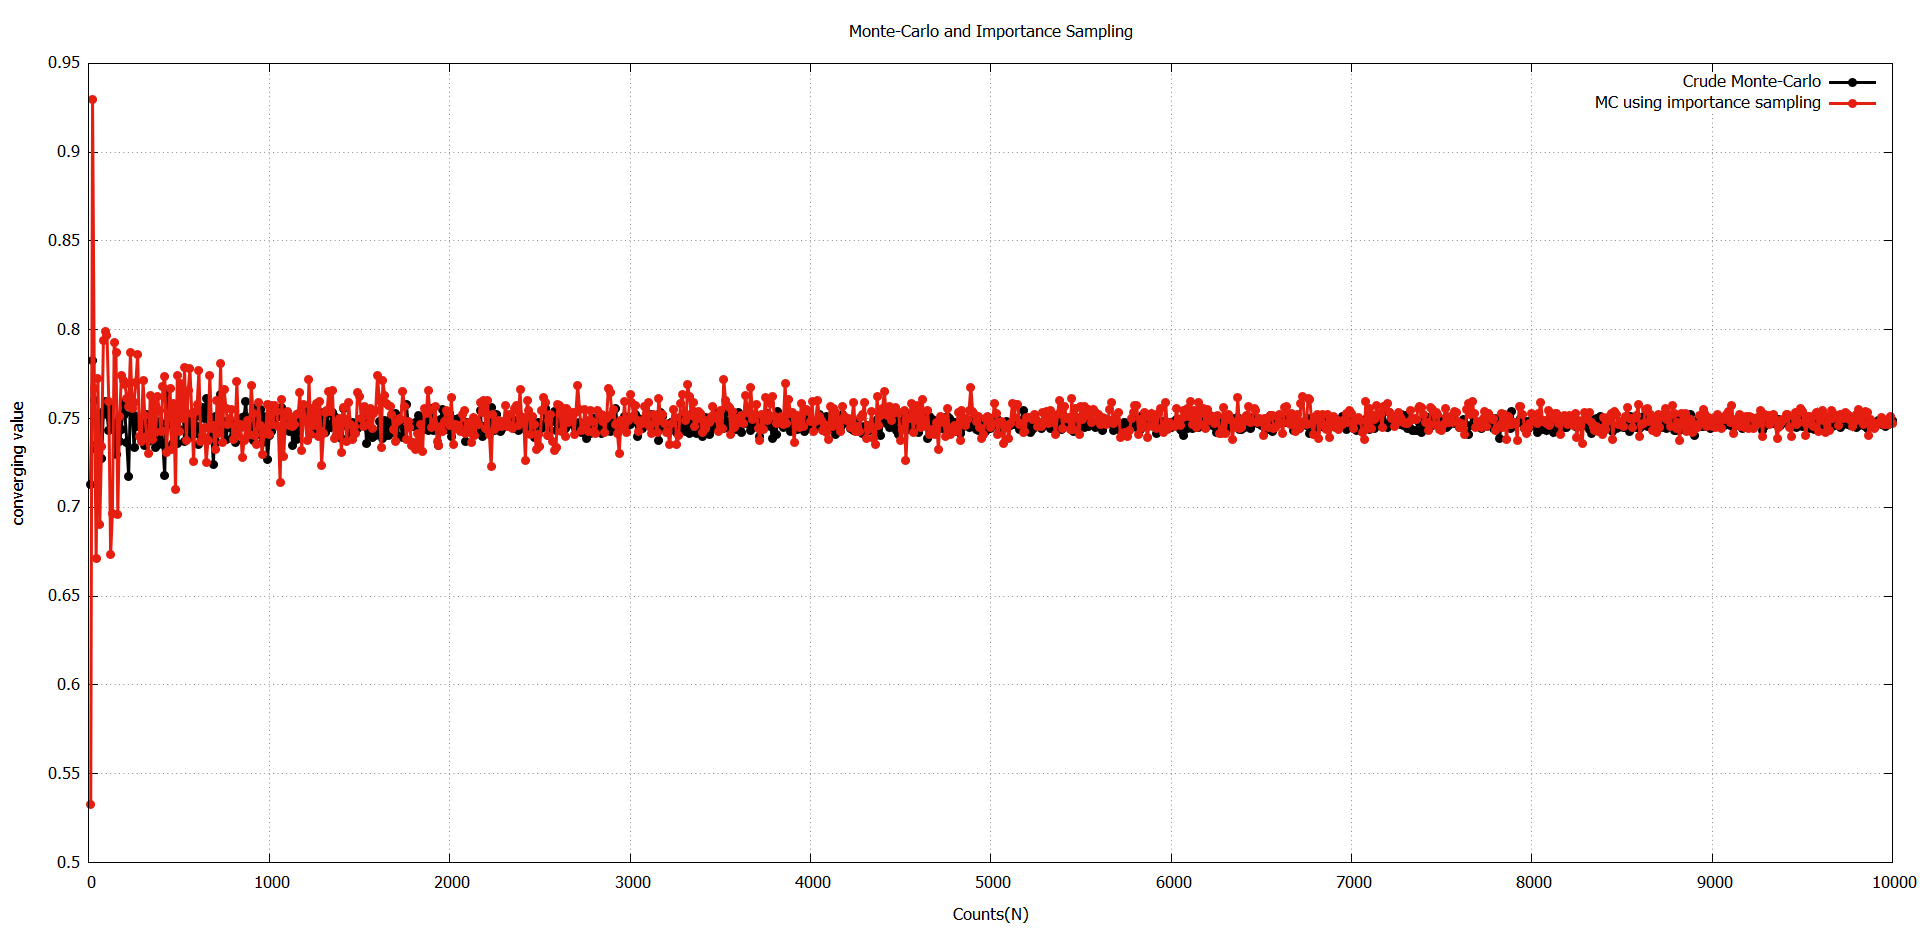 Monte-Carlo and Importance Sampling
Crude Monte-Carlo
MC using importance sampling
0.95
0.9
0.85
0.8
0.75
0.7
0.65
0.6
0.55
0.5
converging value
0 1000 2000 3000 4000 5000 6000 7000 8000 9000 10000
Counts(N)